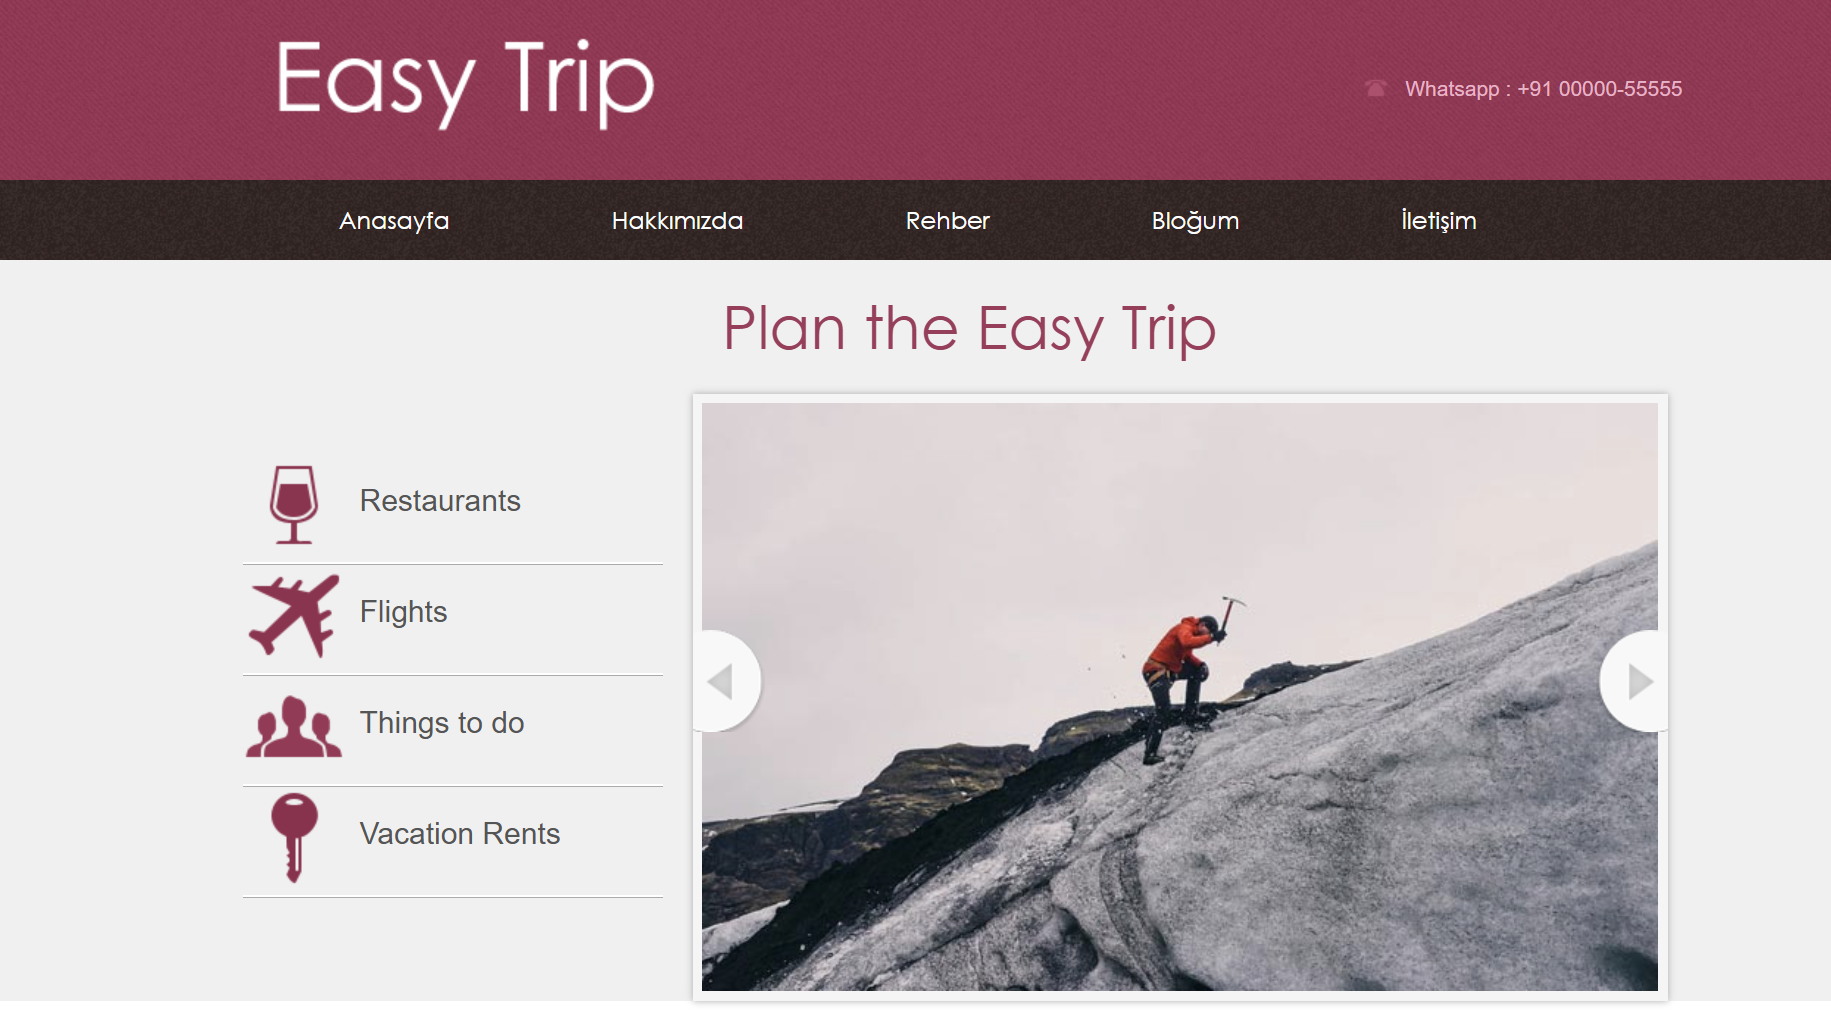 Easy Trip
Whatsapp : +91 00000-55555
Anasayfa Hakkımızda Rehber Bloğum İletişim
Plan the Easy Trip
Restaurants
Flights
Things to do
Vacation Rents